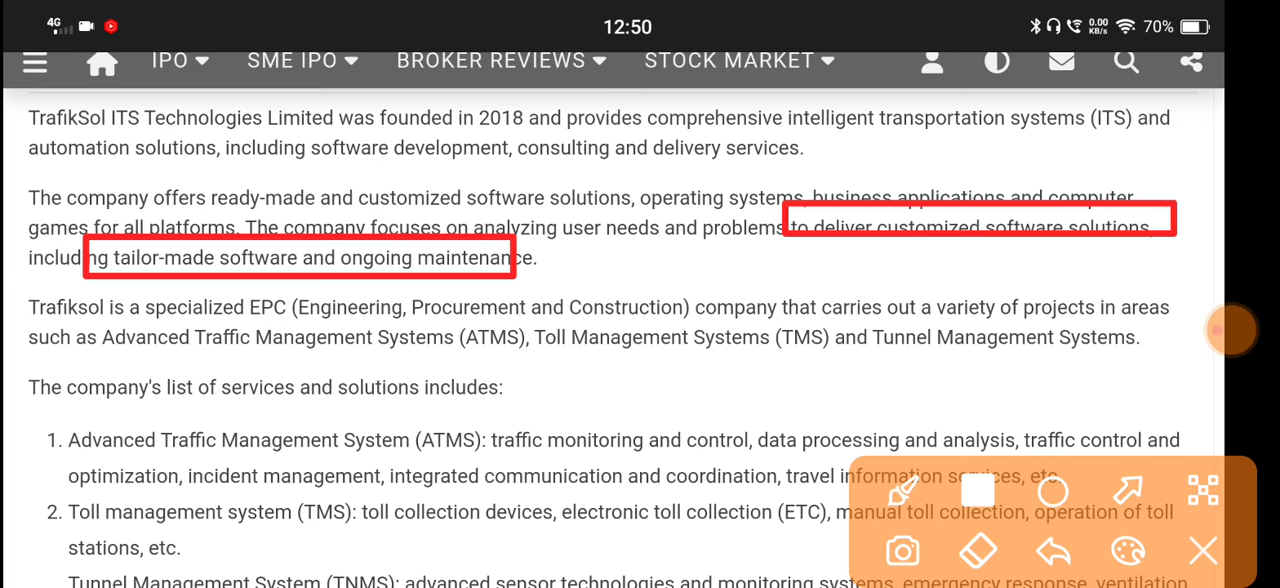 4G 12:50 0.00 KB/s 70%
IPO SME IPO BROKER REVIEWS STOCK MARKET
TrafikSol ITS Technologies Limited was founded in 2018 and provides comprehensive intelligent transportation systems (ITS) and
automation solutions, including software development, consulting and delivery services.
The company offers ready-made and customized software solutions, operating systems, business applications and computer
games for all platforms. The company focuses on analyzing user needs and problems to deliver customized software solutions,
including tailor-made software and ongoing maintenance.
Trafiksol is a specialized EPC (Engineering, Procurement and Construction) company that carries out a variety of projects in areas
such as Advanced Traffic Management Systems (ATMS), Toll Management Systems (TMS) and Tunnel Management Systems.
The company's list of services and solutions includes:
1. Advanced Traffic Management System (ATMS): traffic monitoring and control, data processing and analysis, traffic control and
optimization, incident management, integrated communication and coordination, travel information services, etc.
2. Toll management system (TMS): toll collection devices, electronic toll collection (ETC), manual toll collection, operation of toll
stations, etc.
Tunnel Management System (TNMS): advanced sensor technologies and monitoring systems, emergency response, ventilation